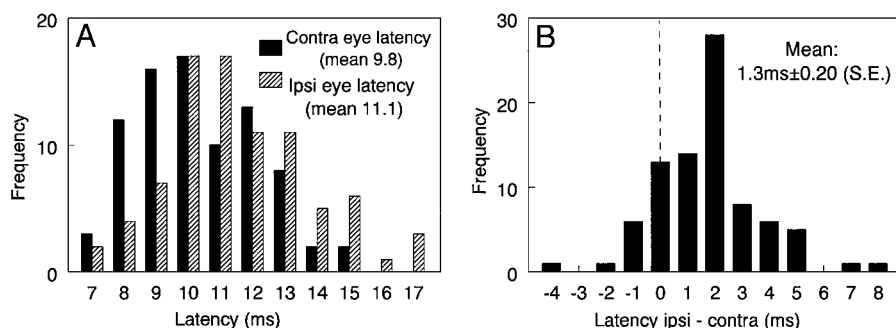 A
Contra eye latency
(mean 9.8)
Ipsi eye latency
(mean 11.1)
Frequency
20
10
0
7 8 9 10 11 12 13 14 15 16 17
Latency (ms)
B
Mean:
1.3ms±0.20 (S.E.)
Frequency
30
20
10
0
-4 -3 -2 -1 0 1 2 3 4 5 6 7 8
Latency ipsi - contra (ms)